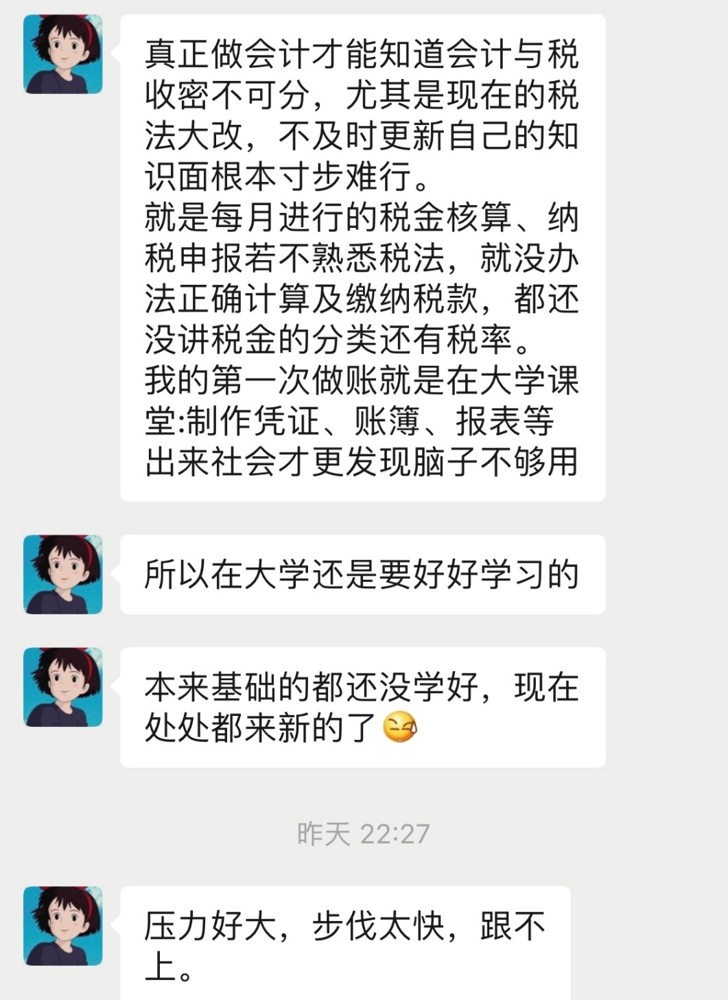 真正做会计才能知道会计与税
收密不可分，尤其是现在的税
法大改，不及时更新自己的知
识面根本寸步难行。
就是每月进行的税金核算、纳
税申报若不熟悉税法，就没办
法正确计算及缴纳税款，都还
没讲税金的分类还有税率。
我的第一次做账就是在大学课
堂:制作凭证、账簿、报表等
出来社会才更发现脑子不够用
所以在大学还是要好好学习的
本来基础的都还没学好，现在
处处都来新的了
昨天 22:27
压力好大，步伐太快，跟不
上。